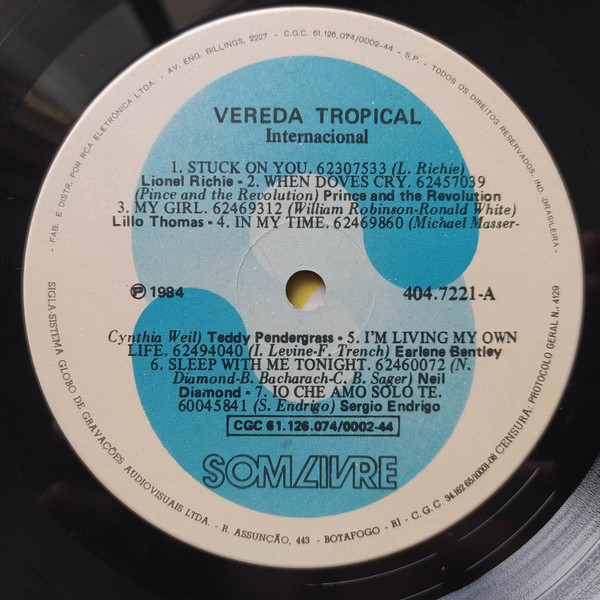 VEREDA TROPICAL
Internacional
1. STUCK ON YOU. 62307533 (L. Richie)
Lionel Richie • 2. WHEN DOVES CRY. 62457039
(Pince and the Revolution) Prince and the Revolution
3. MY GIRL. 62469312 (William Robinson-Ronald White)
Lillo Thomas • 4. IN MY TIME. 62469860 (Michael Masser-
℗ 1984
404.7221-A
Cynthia Weil) Teddy Pendergrass • 5. I'M LIVING MY OWN
LIFE. 62494040 (I. Levine-F. Trench) Earlene Bentley
6. SLEEP WITH ME TONIGHT. 62460072 (N.
Diamond-B. Bacharach-C. B. Sager) Neil
Diamond • 7. IO CHE AMO SOLO TE.
60045841 (S. Endrigo) Sergio Endrigo
CGC 61.126.074/0002-44
SOM LIVRE
SIGLA-SISTEMA GLOBO DE GRAVAÇÕES AUDIOVISUAIS LTDA. - R. ASSUNÇÃO, 443 - BOTAFOGO - RJ - C.G.C. 34.162.651/0001-08 CENSURA: PROTOCOLO GERAL N.º 4129
- FAB. E DISTR. POR RCA ELETRÔNICA LTDA. - AV. ENG. BILLINGS, 2227 - C.G.C. 61.126.074/0002-44 - S.P. - TODOS OS DIREITOS RESERVADOS. IND. BRASILEIRA -